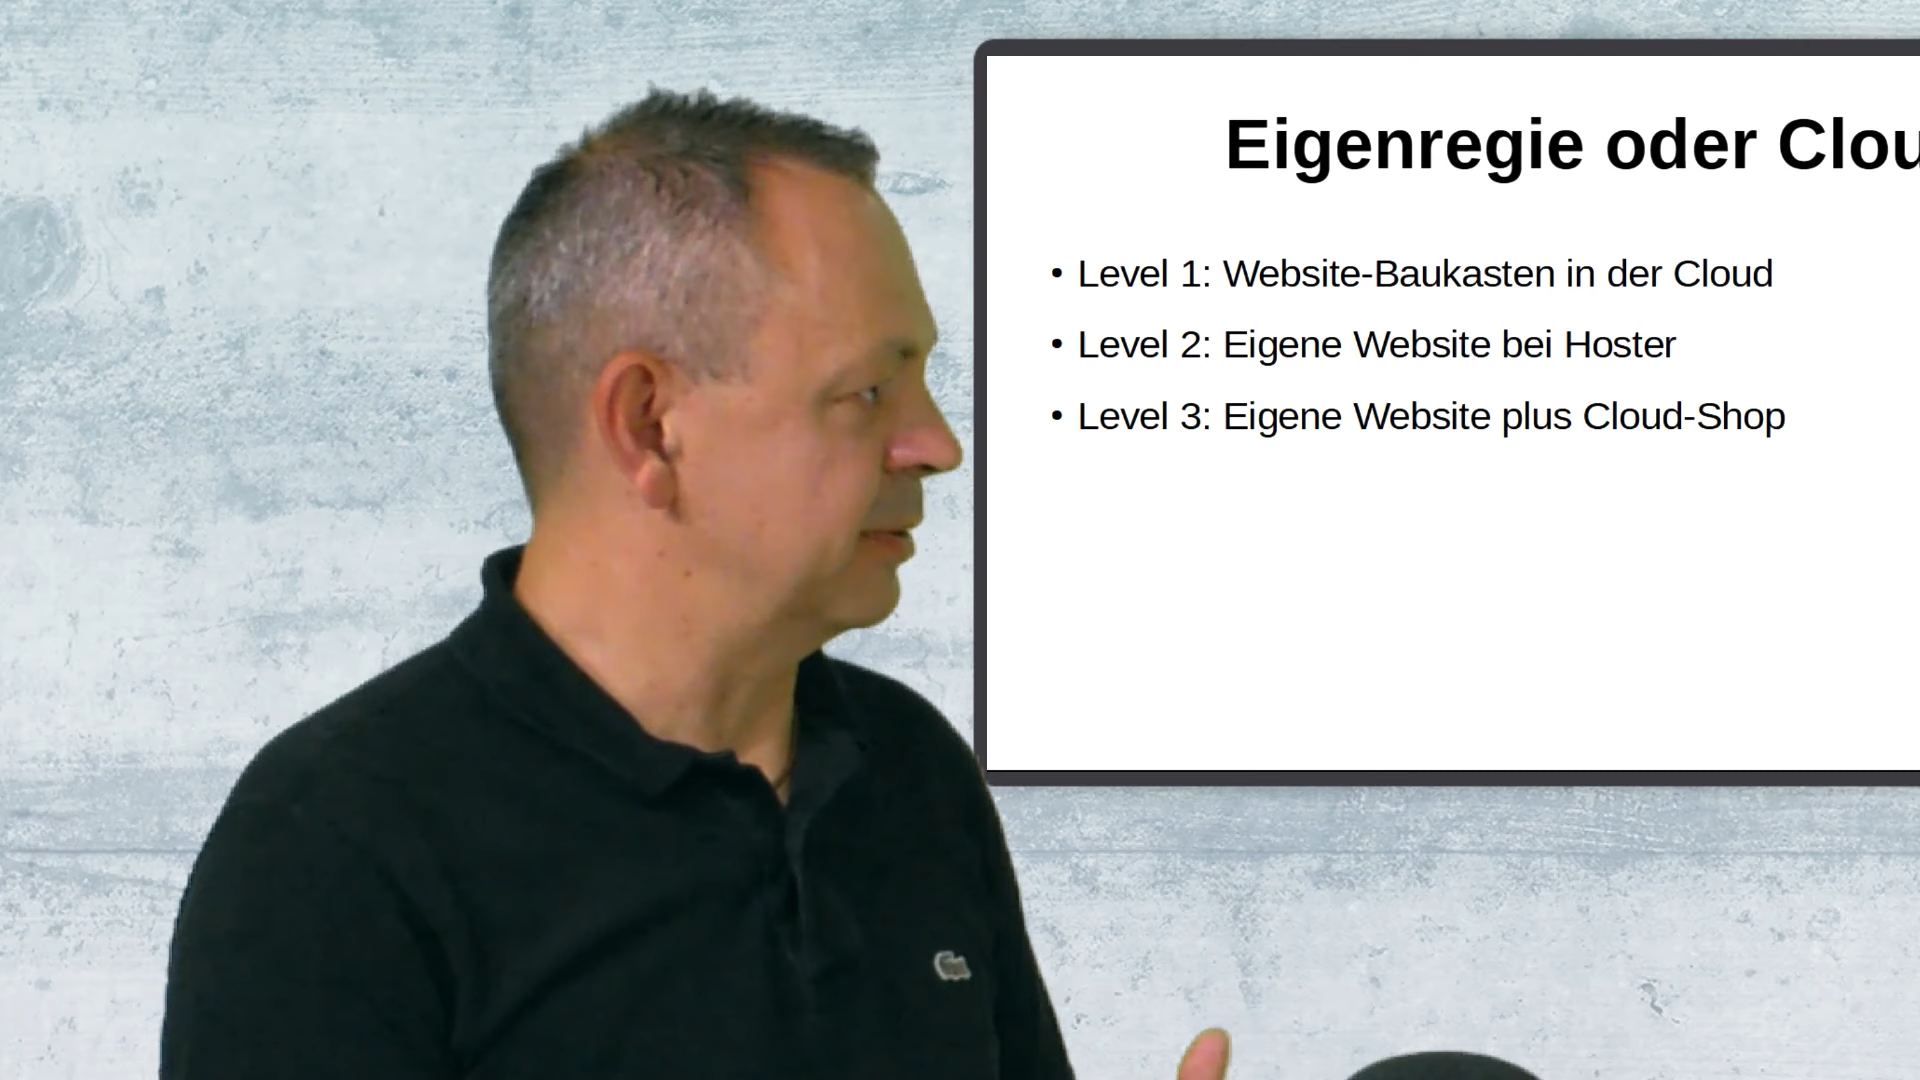 Eigenregie oder Clou
• Level 1: Website-Baukasten in der Cloud
• Level 2: Eigene Website bei Hoster
• Level 3: Eigene Website plus Cloud-Shop